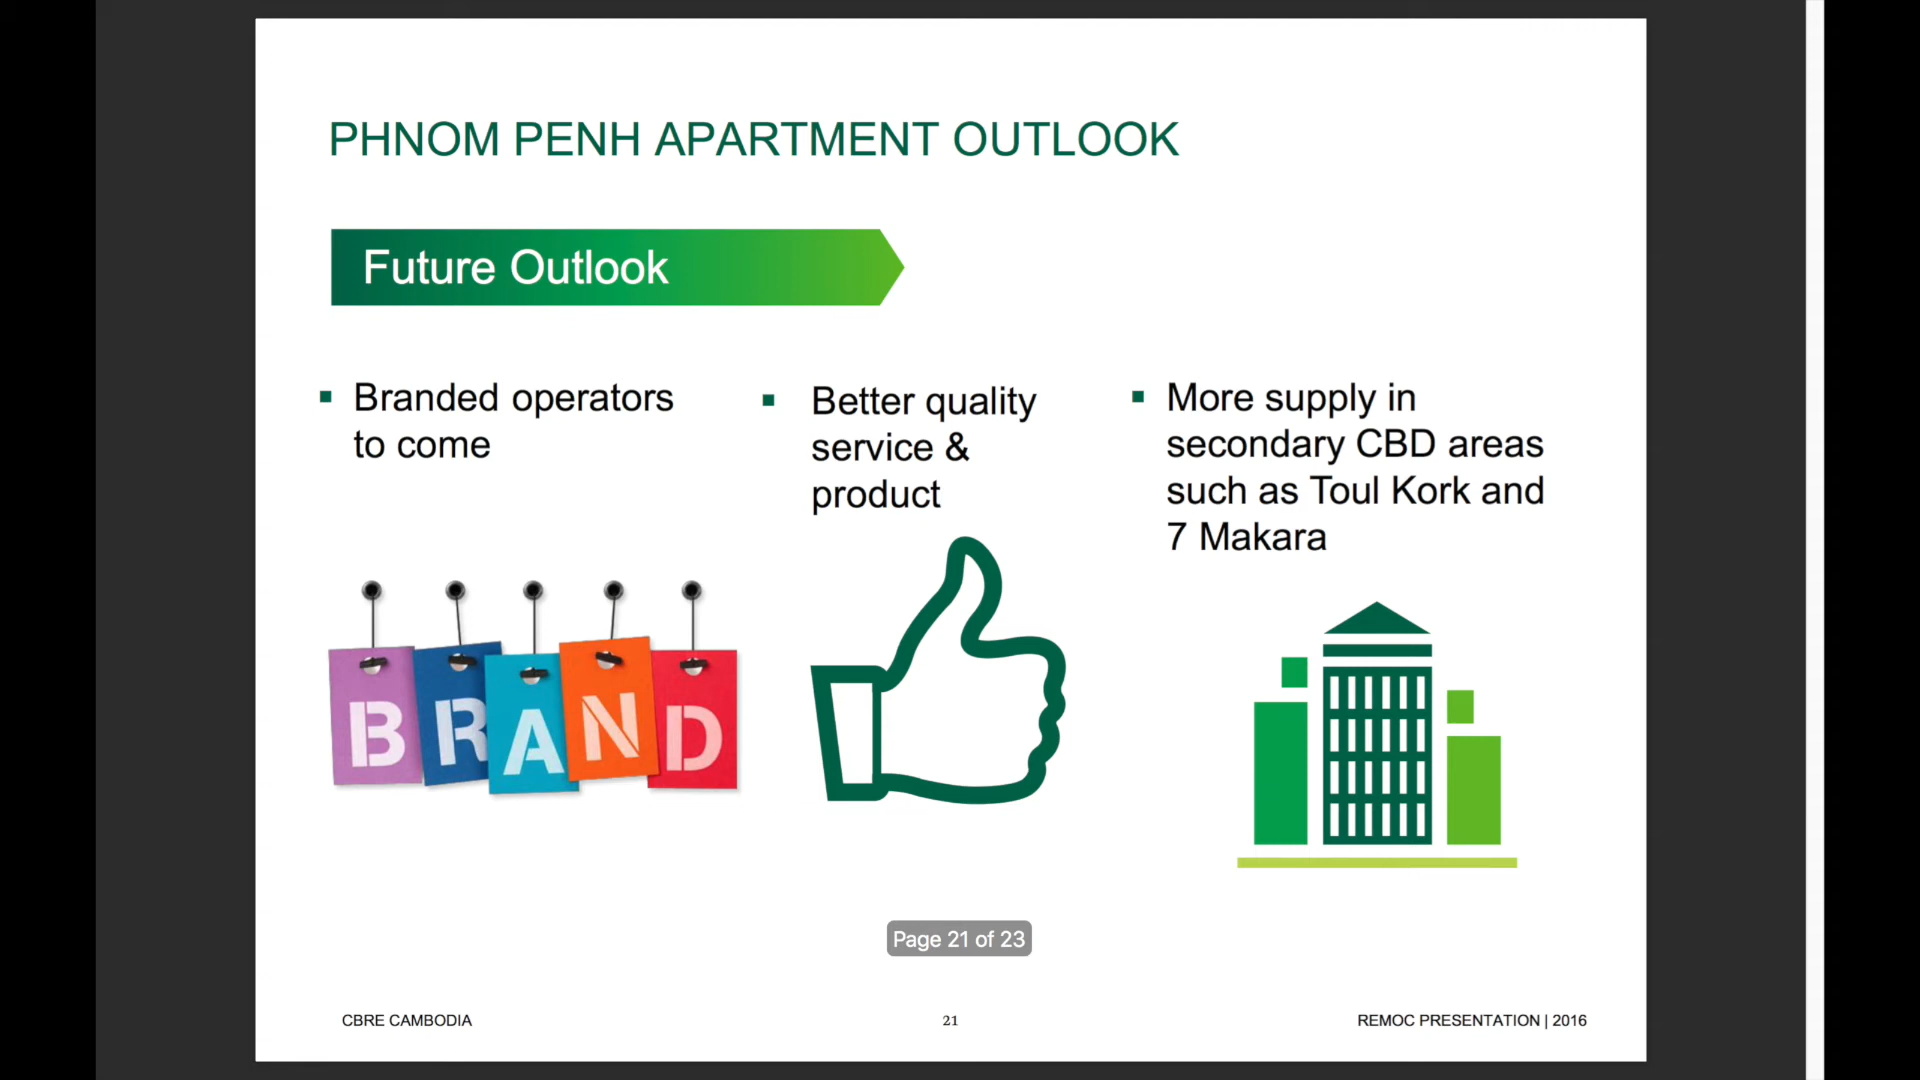 PHNOM PENH APARTMENT OUTLOOK
Future Outlook
▪ Branded operators
to come
▪ Better quality
service &
product
▪ More supply in
secondary CBD areas
such as Toul Kork and
7 Makara
BRAND
Page 21 of 23
CBRE CAMBODIA
21
REMOC PRESENTATION | 2016